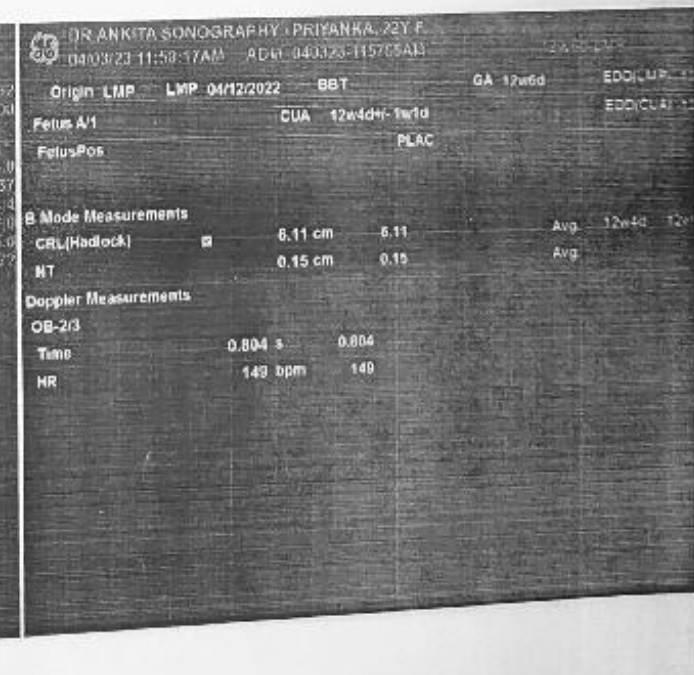 DR ANKITA SONOGRAPHY PRIYANKA, 22Y F.
04/03/23 11:58:17AM ADM
Origin LMP LMP 04/12/2022 BBT GA 12w6d
Fetus A/1 CUA 12w4d+/-1w1d
FetusPos PLAC
B Mode Measurements
CRL(Hadlock) 6.11 cm 6.11 Avg. 12w4d
NT 0.15 cm 0.15 Avg.
Doppler Measurements
OB-2/3
Time 0.804 s 0.804
HR 149 bpm 149